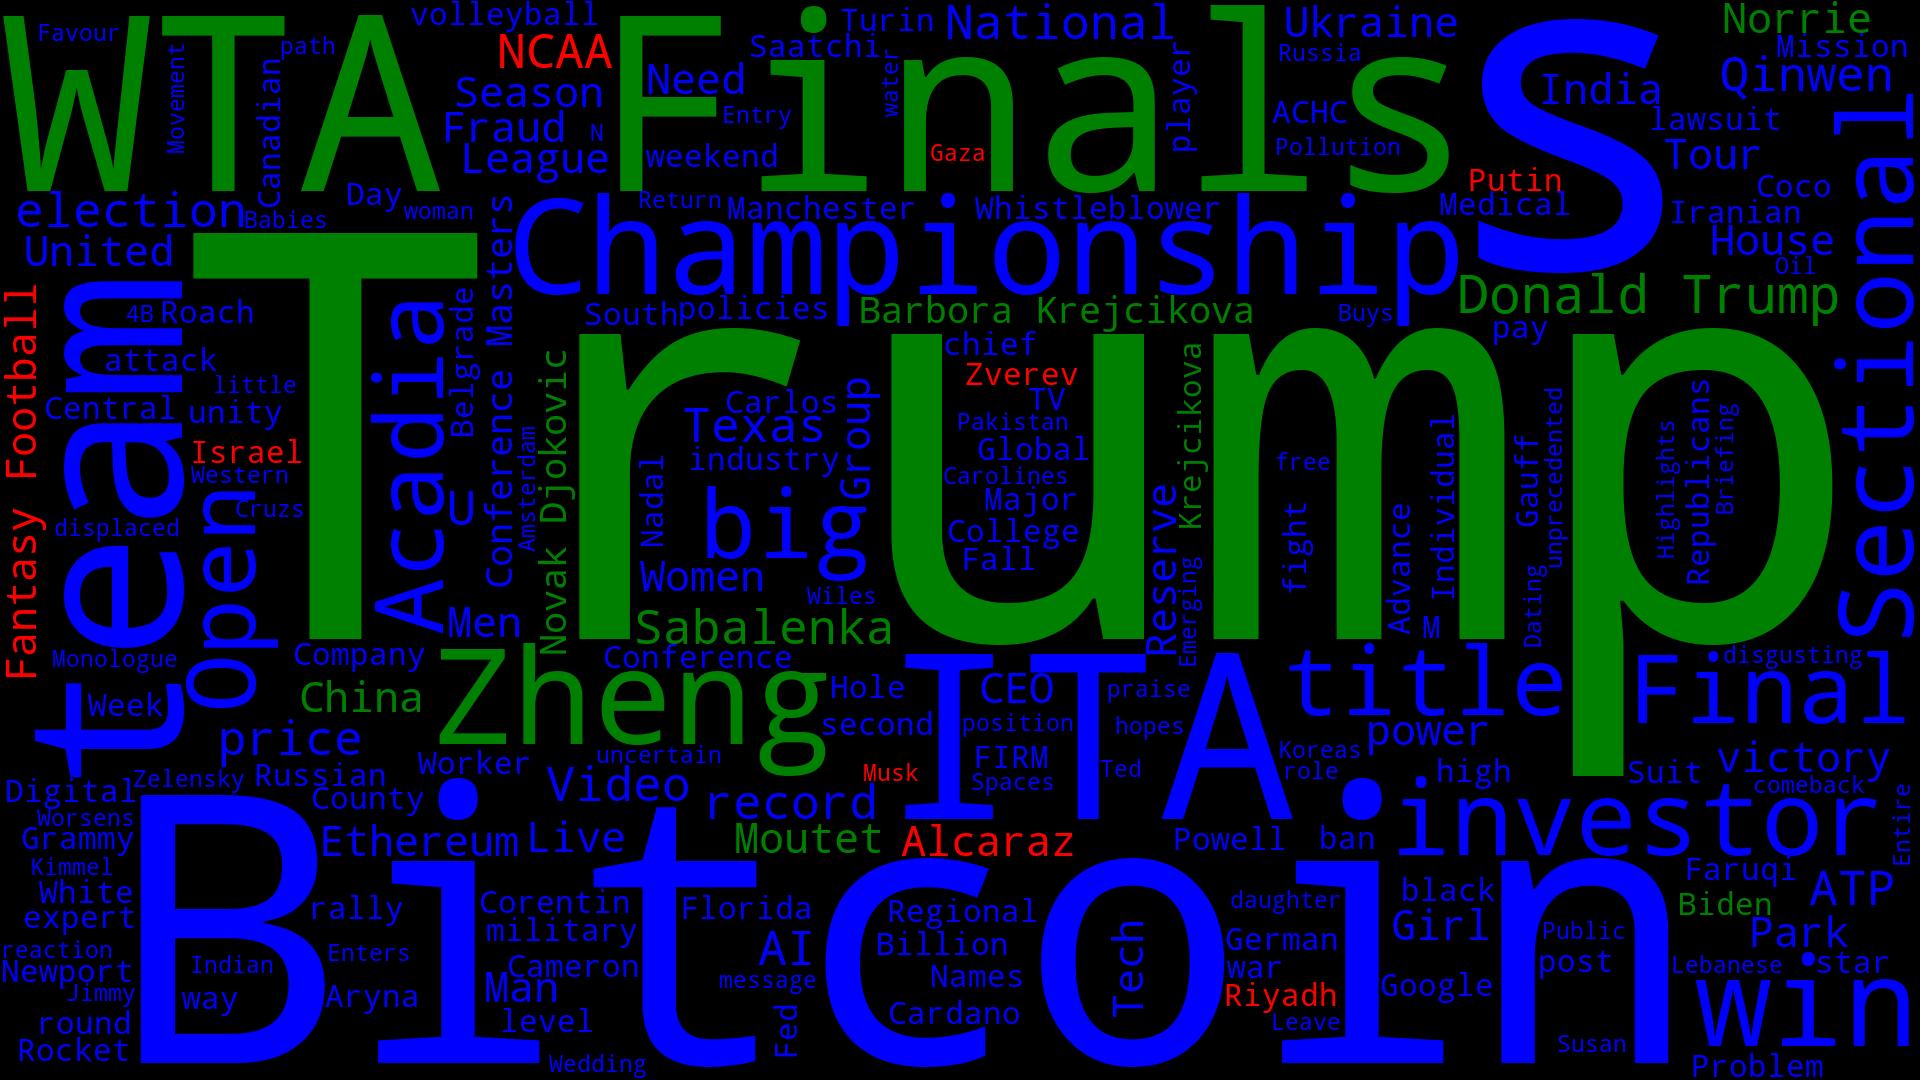 WTA Finals
S
Favour
Movement
path
Canadian
volleyball
NCAA
Season
Fraud
N
League
Need
Entry
weekend
Saatchi
Turin
water
National
Gaza
player
Ukraine
Russia
ACHC
Pollution
India
Norrie
Mission
Qinwen
lawsuit
Tour
Coco
Iranian
House
Oil
Sectional
Putin
Medical
election
Babies
Day
woman
United
Masters
Return
Manchester
Whistleblower
Championship
South
policies
Barbora Krejcikova
Buys
Donald Trump
pay
Trump
Fantasy Football
team
4B
Roach
attack
little
Central
unity
Israel
Western
Cruzs
displaced
Open
Acadia
Belgrade
U
Conference
Amsterdam
Novak Djokovic
Carlos
Texas
industry
Group
Nadal
big
Women
Wiles
Sabalenka
Men
chief
Zverev
TV
Pakistan
Global
Carolines
Major
College
Fall
Reserve
Krejcikova
Emerging
free
fight
Advance
Individual
M
Gauff
unprecedented
Dating
Highlights
Republicans
Briefing
Monologue
Week
Company
China
Zheng
Conference
Hole
second
ITA
CEO
position
FIRM
Spaces
praise
hopes
Ted
title
power
Koreas
role
high
Final
disgusting
victory
Suit
comeback
price
Worker
uncertain
Video
Musk
record
Digital
Zelensky
Russian
County
Worsens
Grammy
Kimmel
White
expert
reaction
Newport
Jimmy
round
Rocket
Ethereum
Live
Moutet
Alcaraz
Powell
ban
investor
Entire
Bitcoin
Indian
way
rally
Enters
Aryna
Corentin
military
Cameron
Man
level
Wedding
Florida
AI
message
Fed
Regional
Billion
Names
Cardano
Tech
daughter
German
war
Riyadh
Leave
black
Girl
Google
Public
post
Susan
Faruqi
Biden
ATP
Park
Lebanese
star
win
Problem